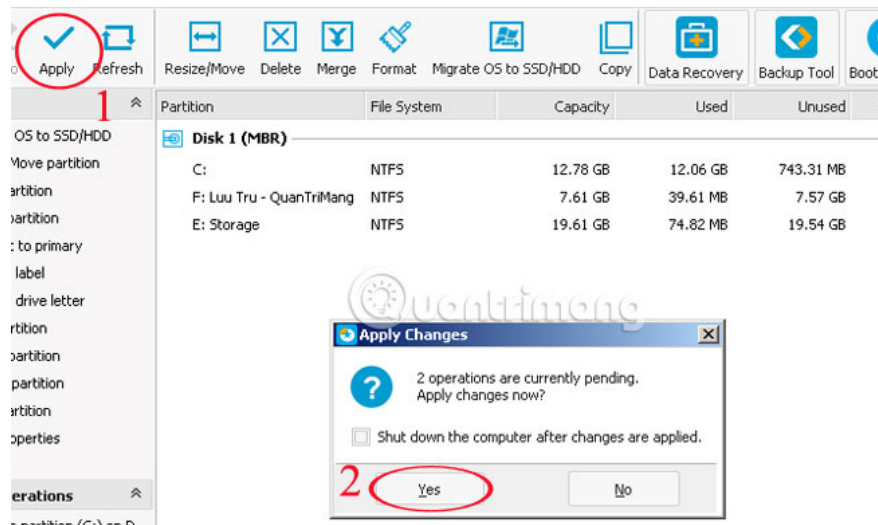 Apply Refresh Resize/Move Delete Merge Format Migrate OS to SSD/HDD Copy Data Recovery Backup Tool Boot
1
Partition File System Capacity Used Unused
OS to SSD/HDD
Disk 1 (MBR)
Move partition
C: NTFS 12.78 GB 12.06 GB 743.31 MB
artition
F: Luu Tru - QuanTriMang NTFS 7.61 GB 39.61 MB 7.57 GB
partition
E: Storage NTFS 19.61 GB 74.82 MB 19.54 GB
: to primary
label
drive letter
Quantrimang
rtition
Apply Changes
partition
2 operations are currently pending.
partition
Apply changes now?
artition
Shut down the computer after changes are applied.
operties
2
Yes No
erations
partition (C:) on D